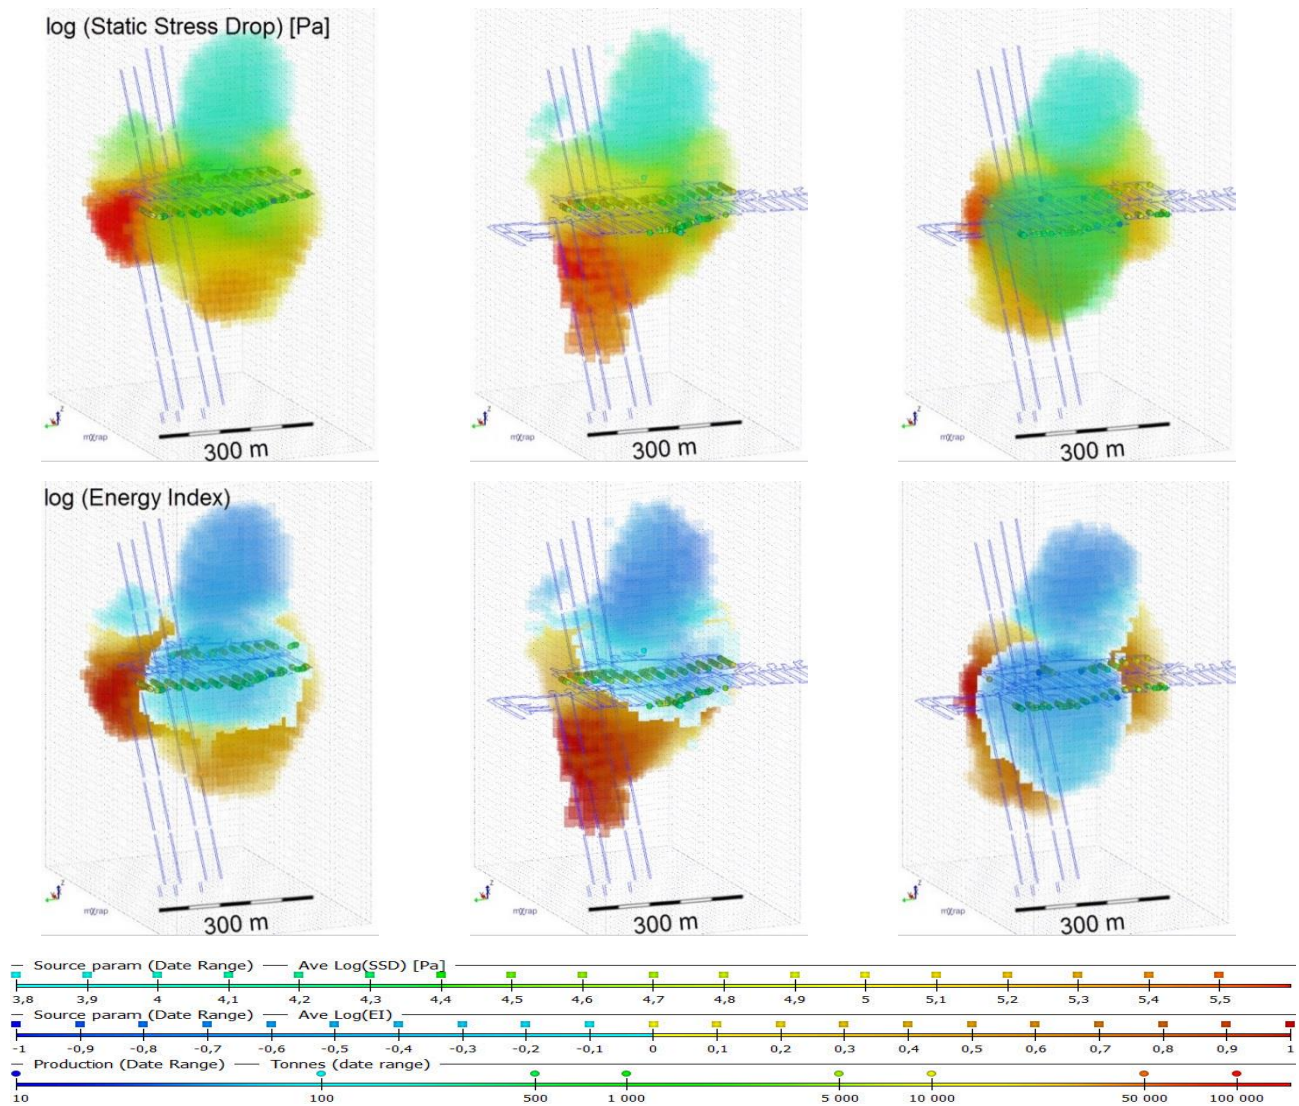 log (Static Stress Drop) [Pa]
z z z
mXrap mXrap mXrap
300 m 300 m 300 m
log (Energy Index)
z z z
mXrap mXrap mXrap
300 m 300 m 300 m
Source param (Date Range) Ave Log(SSD) [Pa]
3,8 3,9 4 4,1 4,2 4,3 4,4 4,5 4,6 4,7 4,8 4,9 5 5,1 5,2 5,3 5,4 5,5
Source param (Date Range) Ave Log(EI)
-1 -0,9 -0,8 -0,7 -0,6 -0,5 -0,4 -0,3 -0,2 -0,1 0 0,1 0,2 0,3 0,4 0,5 0,6 0,7 0,8 0,9 1
Production (Date Range) Tonnes (date range)
10 100 500 1 000 5 000 10 000 50 000 100 000